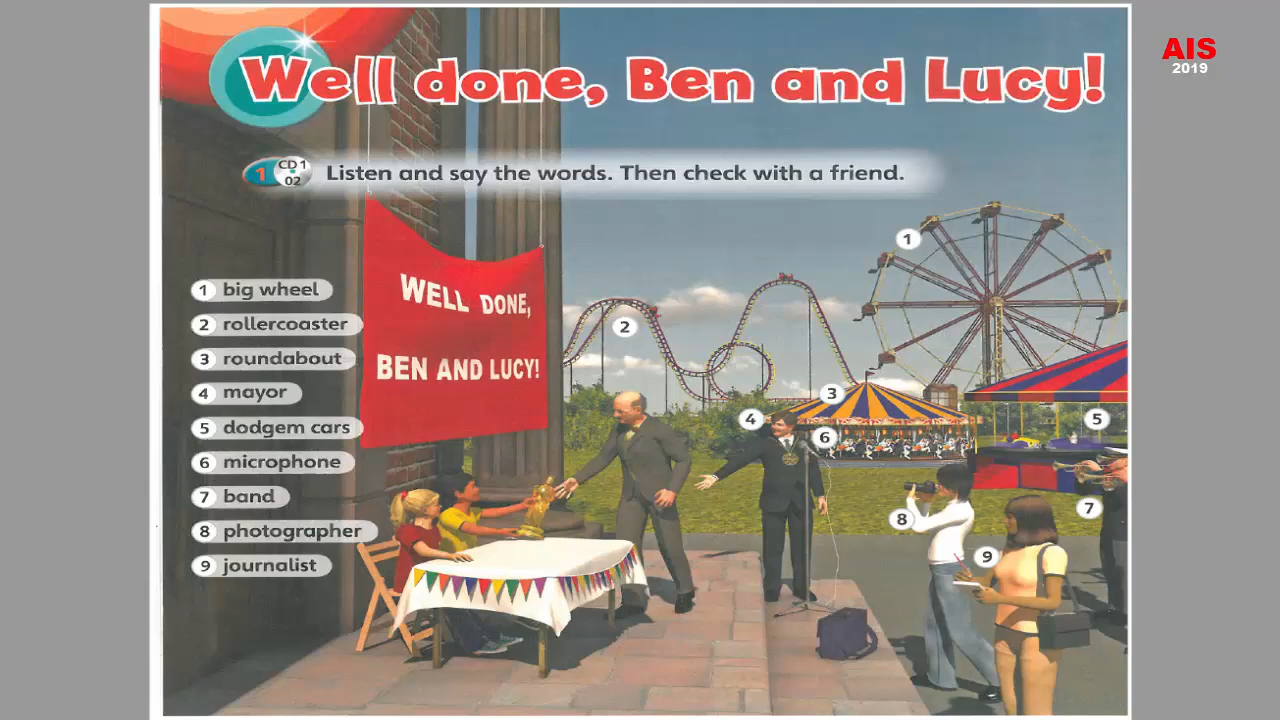 AIS
2019
Well done, Ben and Lucy!
1 CD 1 02 Listen and say the words. Then check with a friend.
WELL DONE,
BEN AND LUCY!
1 big wheel
2 rollercoaster
3 roundabout
4 mayor
5 dodgem cars
6 microphone
7 band
8 photographer
9 journalist
1
2
3
4
5
6
7
8
9